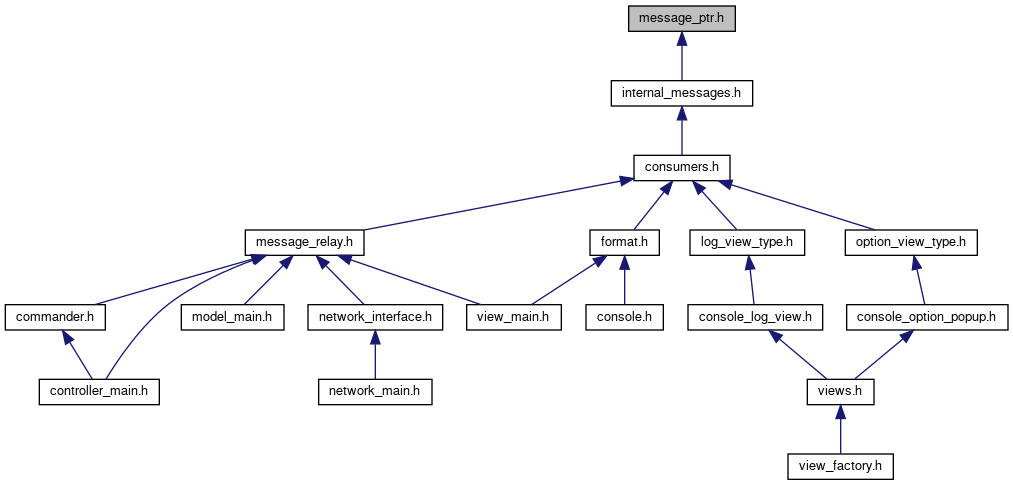 message_ptr.h
internal_messages.h
consumers.h
message_relay.h
format.h
log_view_type.h
option_view_type.h
commander.h
model_main.h
network_interface.h
view_main.h
console.h
console_log_view.h
console_option_popup.h
controller_main.h
network_main.h
views.h
view_factory.h